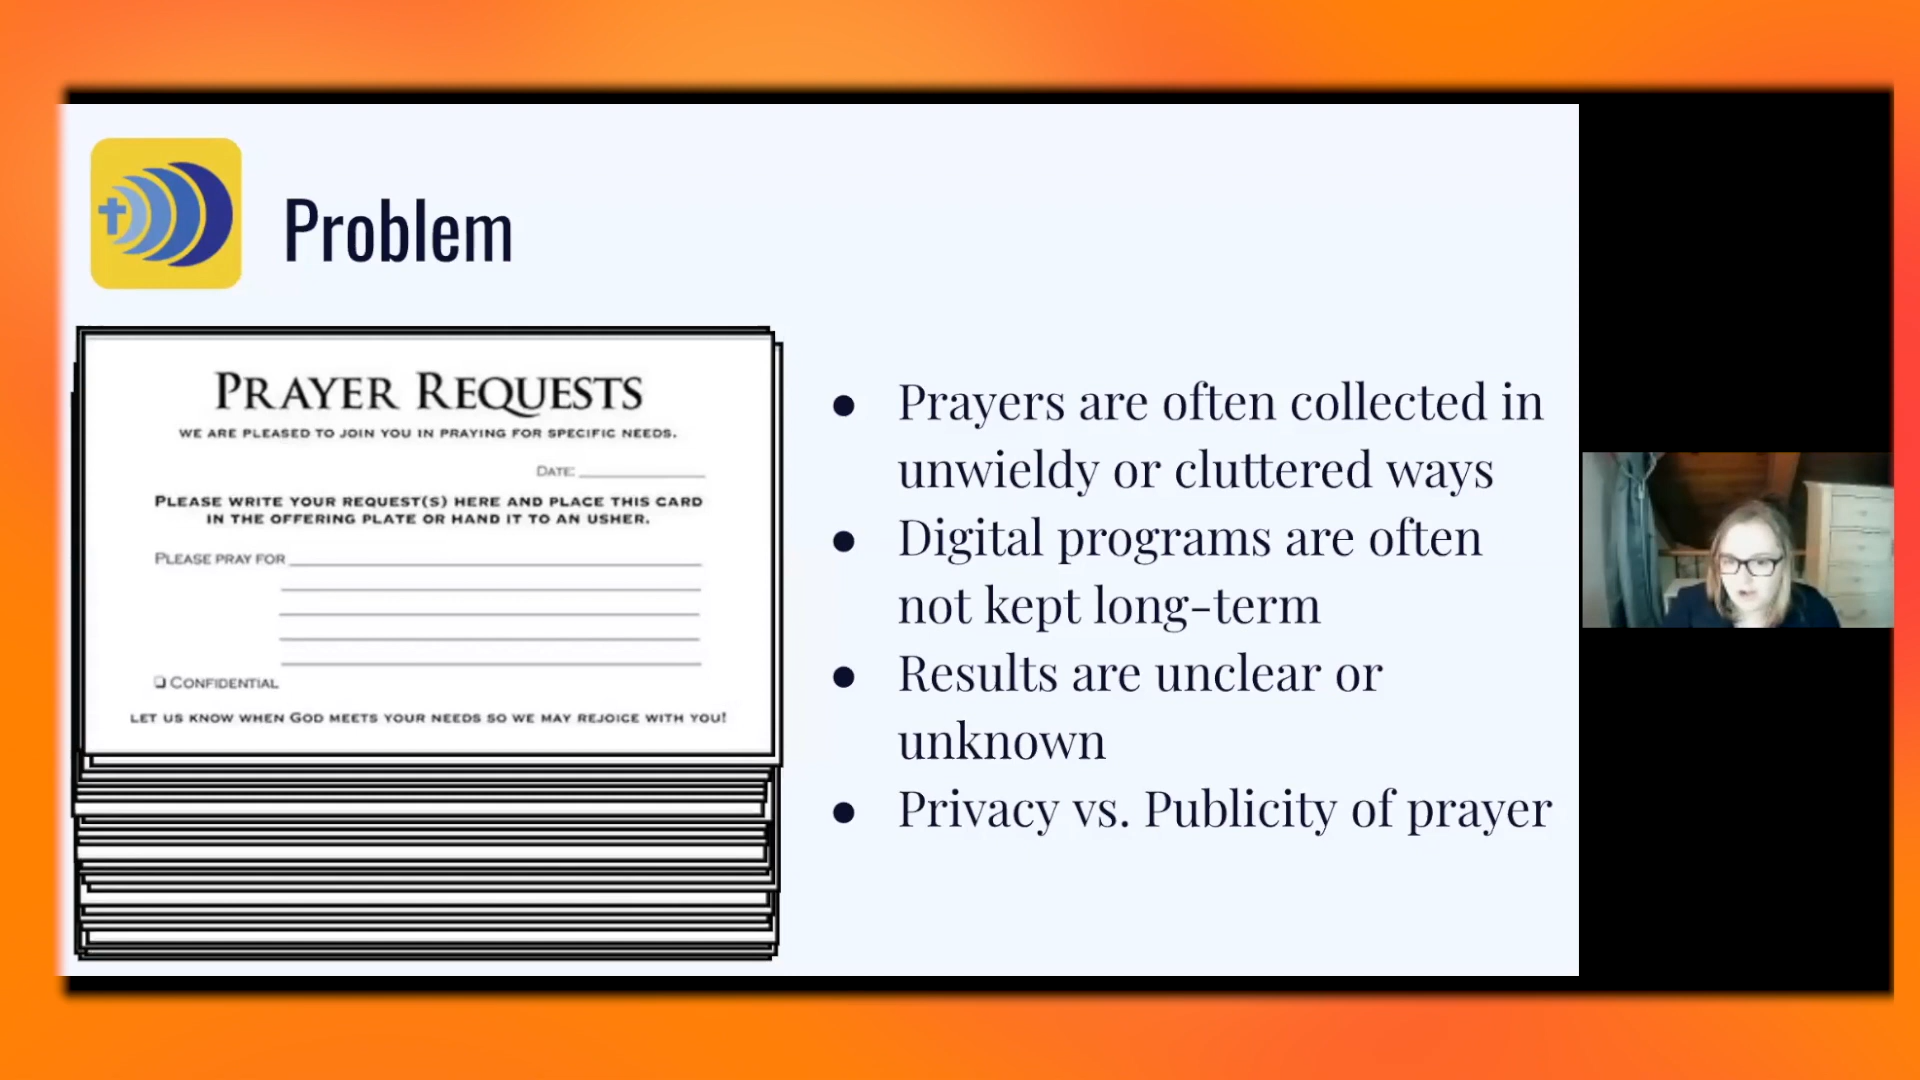 Problem
PRAYER REQUESTS
WE ARE PLEASED TO JOIN YOU IN PRAYING FOR SPECIFIC NEEDS.
DATE:
PLEASE WRITE YOUR REQUEST(S) HERE AND PLACE THIS CARD
IN THE OFFERING PLATE OR HAND IT TO AN USHER.
PLEASE PRAY FOR
❑ CONFIDENTIAL
LET US KNOW WHEN GOD MEETS YOUR NEEDS SO WE MAY REJOICE WITH YOU!
● Prayers are often collected in
unwieldy or cluttered ways
● Digital programs are often
not kept long-term
● Results are unclear or
unknown
● Privacy vs. Publicity of prayer